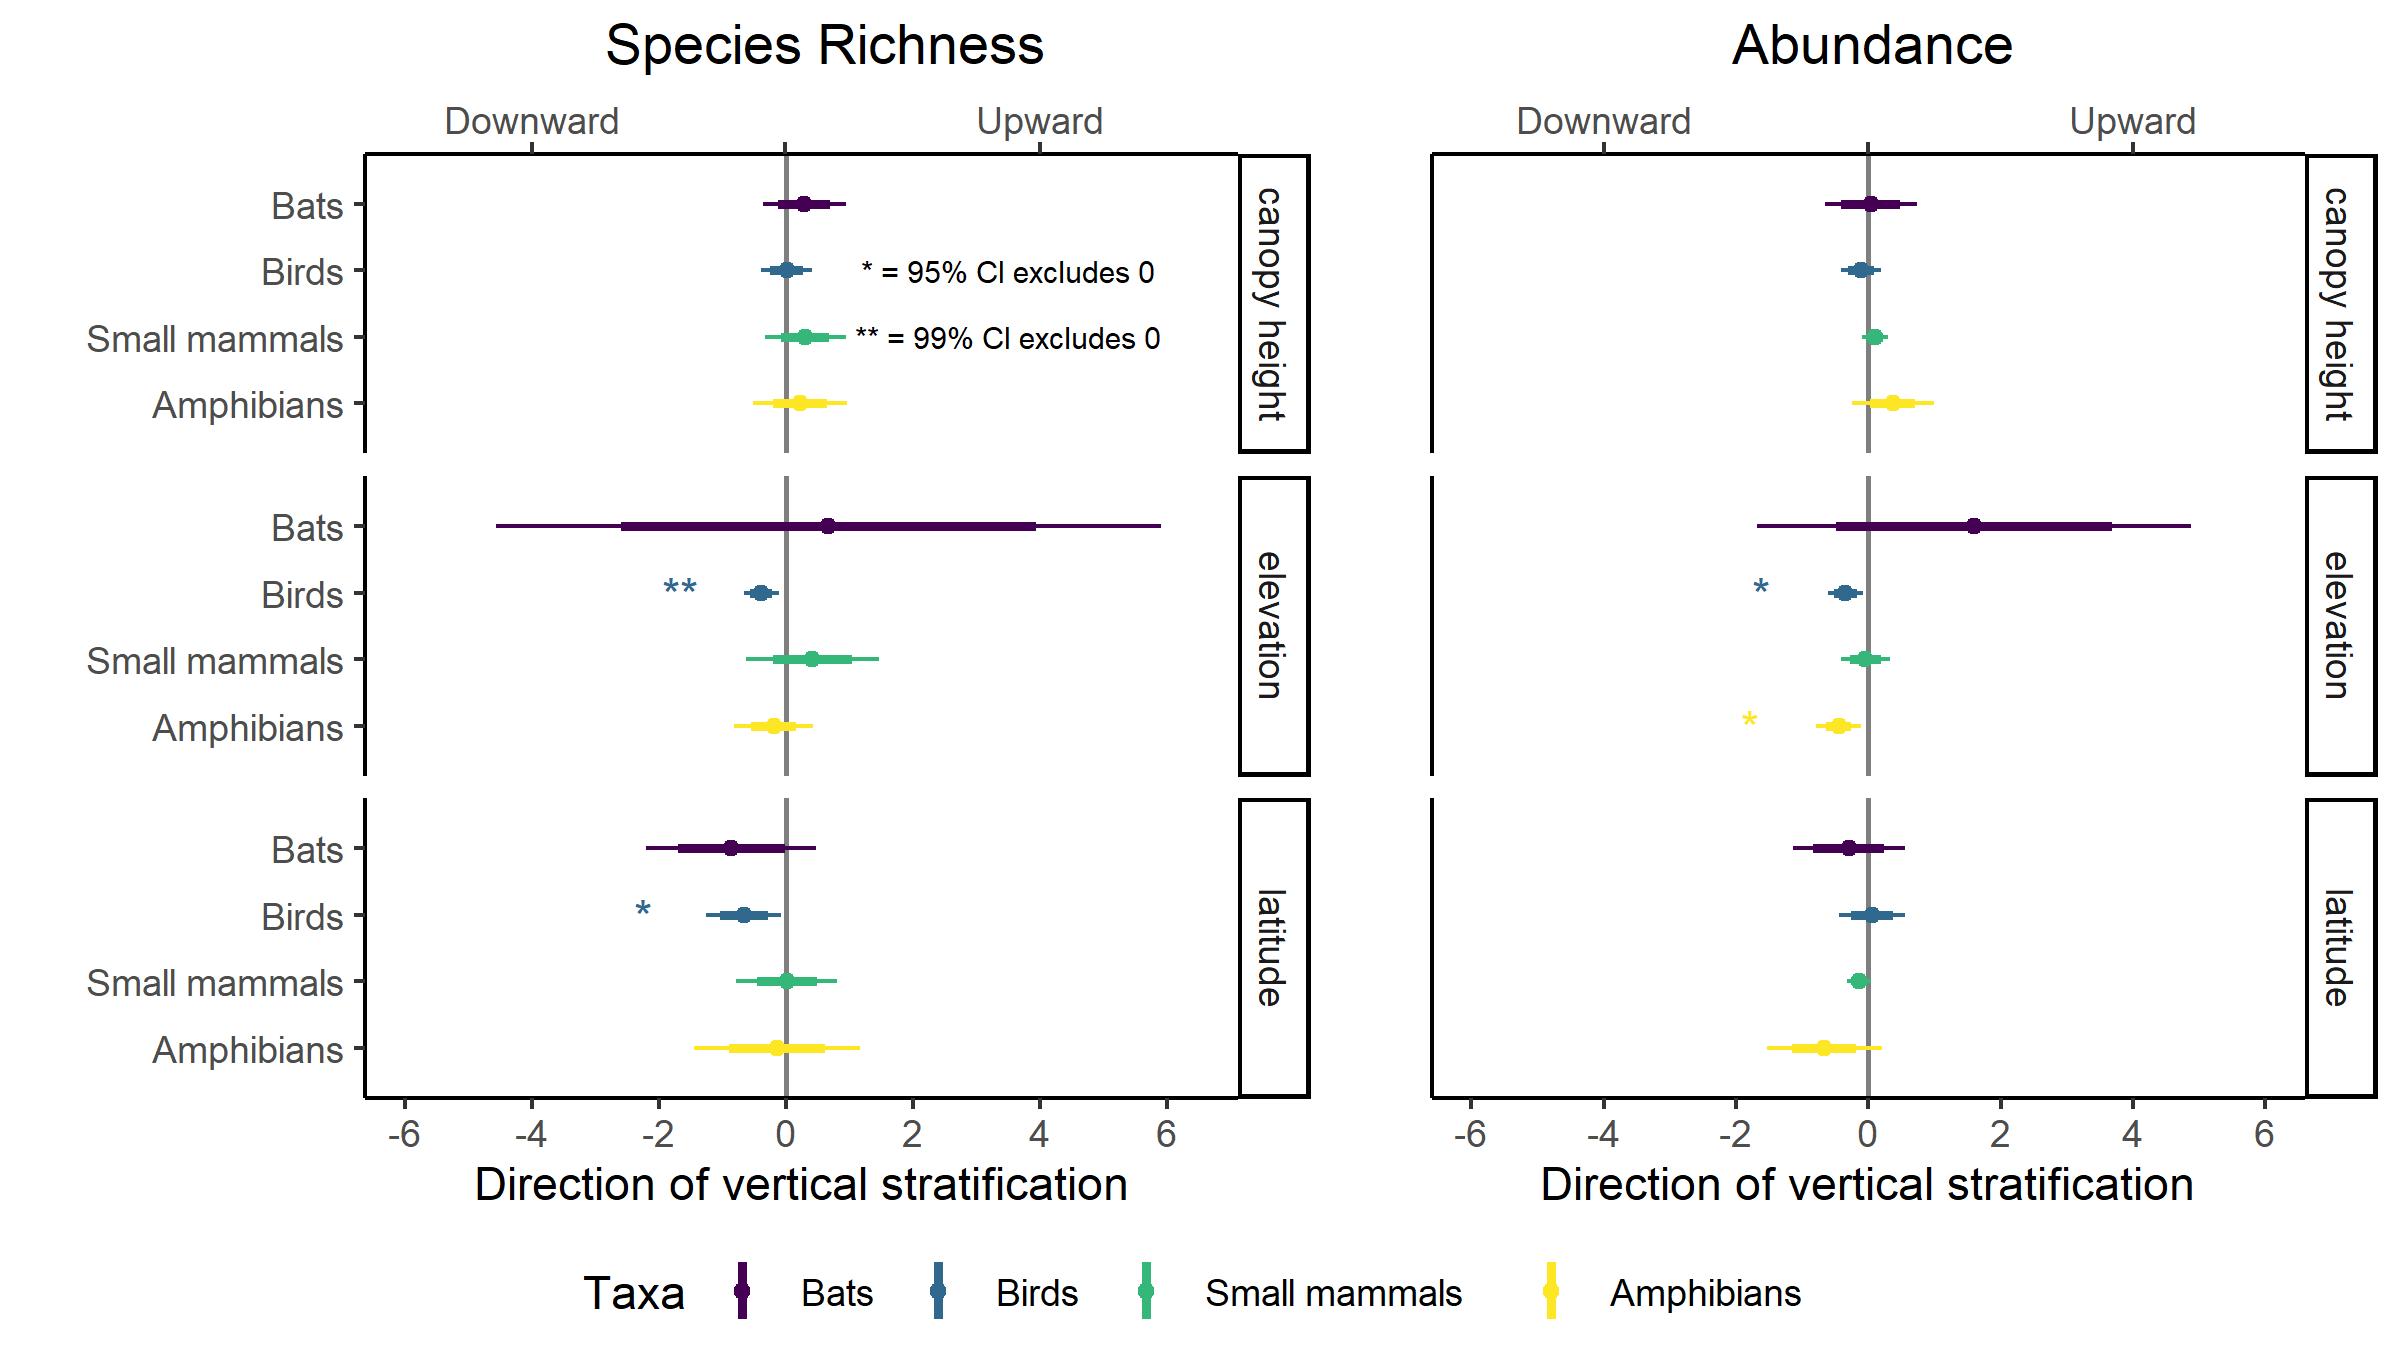 Species Richness
Downward Upward
Bats
Birds
Small mammals
Amphibians
* = 95% CI excludes 0
** = 99% CI excludes 0
canopy height
Bats
Birds
Small mammals
Amphibians
**
elevation
Bats
Birds
Small mammals
Amphibians
*
latitude
-6 -4 -2 0 2 4 6
Direction of vertical stratification
Abundance
Downward Upward
canopy height
*
*
elevation
latitude
-6 -4 -2 0 2 4 6
Direction of vertical stratification
Taxa Bats Birds Small mammals Amphibians